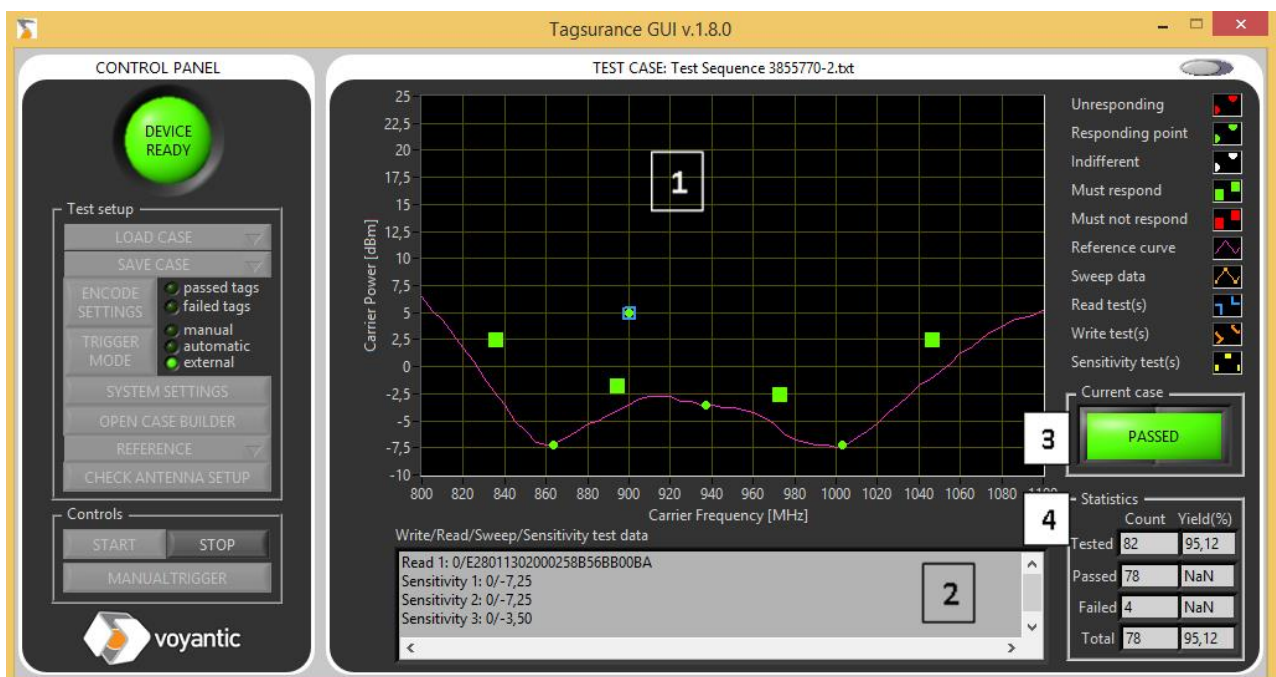 Tagsurance GUI v.1.8.0
CONTROL PANEL
DEVICE
READY
Test setup
LOAD CASE
SAVE CASE
ENCODE
SETTINGS
passed tags
failed tags
TRIGGER
MODE
manual
automatic
external
SYSTEM SETTINGS
OPEN CASE BUILDER
REFERENCE
CHECK ANTENNA SETUP
Controls
START
STOP
MANUALTRIGGER
voyantic
TEST CASE: Test Sequence 3855770-2.txt
Carrier Power [dBm]
25
22,5
20
17,5
15
12,5
10
7,5
5
2,5
0
-2,5
-5
-7,5
-10
1
800 820 840 860 880 900 920 940 960 980 1000 1020 1040 1060 1080 1100
Carrier Frequency [MHz]
Write/Read/Sweep/Sensitivity test data
Read 1: 0/E28011302000258B56BB00BA
Sensitivity 1: 0/-7,25
Sensitivity 2: 0/-7,25
Sensitivity 3: 0/-3,50
2
Unresponding
Responding point
Indifferent
Must respond
Must not respond
Reference curve
Sweep data
Read test(s)
Write test(s)
Sensitivity test(s)
Current case
3
PASSED
Statistics
4
Count Yield(%)
Tested 82 95,12
Passed 78 NaN
Failed 4 NaN
Total 78 95,12